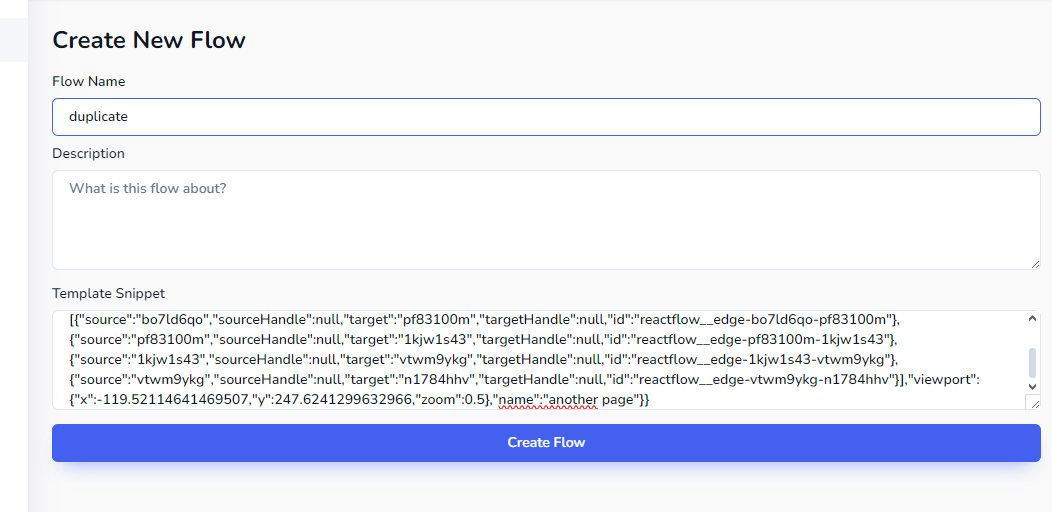 Create New Flow
Flow Name
duplicate
Description
What is this flow about?
Template Snippet
[{"source":"bo7ld6qo","sourceHandle":null,"target":"pf83100m","targetHandle":null,"id":"reactflow__edge-bo7ld6qo-pf83100m"},
{"source":"pf83100m","sourceHandle":null,"target":"1kjw1s43","targetHandle":null,"id":"reactflow__edge-pf83100m-1kjw1s43"},
{"source":"1kjw1s43","sourceHandle":null,"target":"vtwm9ykg","targetHandle":null,"id":"reactflow__edge-1kjw1s43-vtwm9ykg"},
{"source":"vtwm9ykg","sourceHandle":null,"target":"n1784hhv","targetHandle":null,"id":"reactflow__edge-vtwm9ykg-n1784hhv"}],"viewport":
{"x":-119.52114641469507,"y":247.6241299632966,"zoom":0.5},"name":"another page"}}
Create Flow